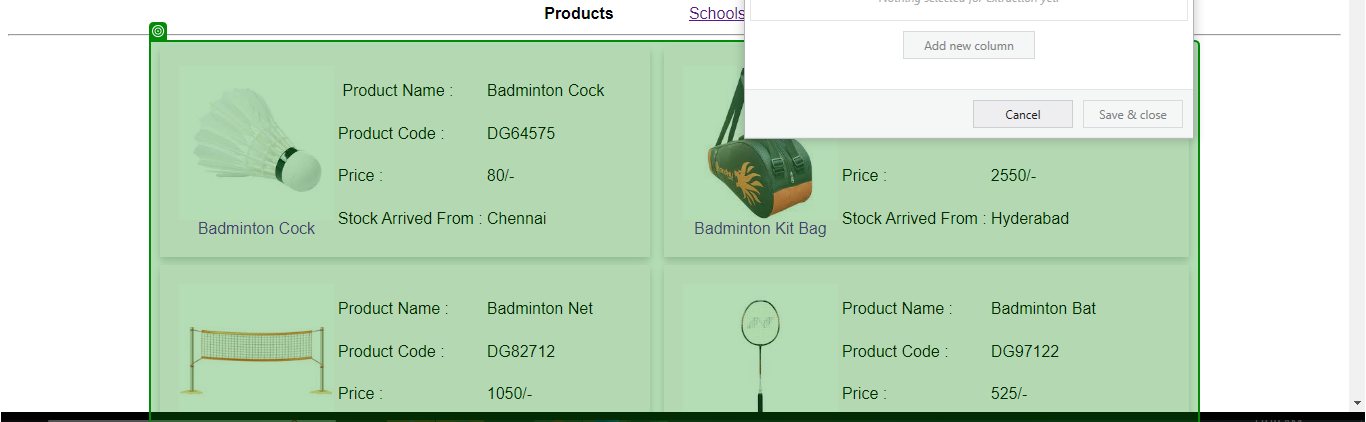 Products Schools
Nothing selected for extraction yet.
Add new column
Cancel Save & close
Product Name : Badminton Cock
Product Code : DG64575
Price : 80/-
Stock Arrived From : Chennai
Badminton Cock
Price : 2550/-
Stock Arrived From : Hyderabad
Badminton Kit Bag
Product Name : Badminton Net
Product Code : DG82712
Price : 1050/-
Product Name : Badminton Bat
Product Code : DG97122
Price : 525/-